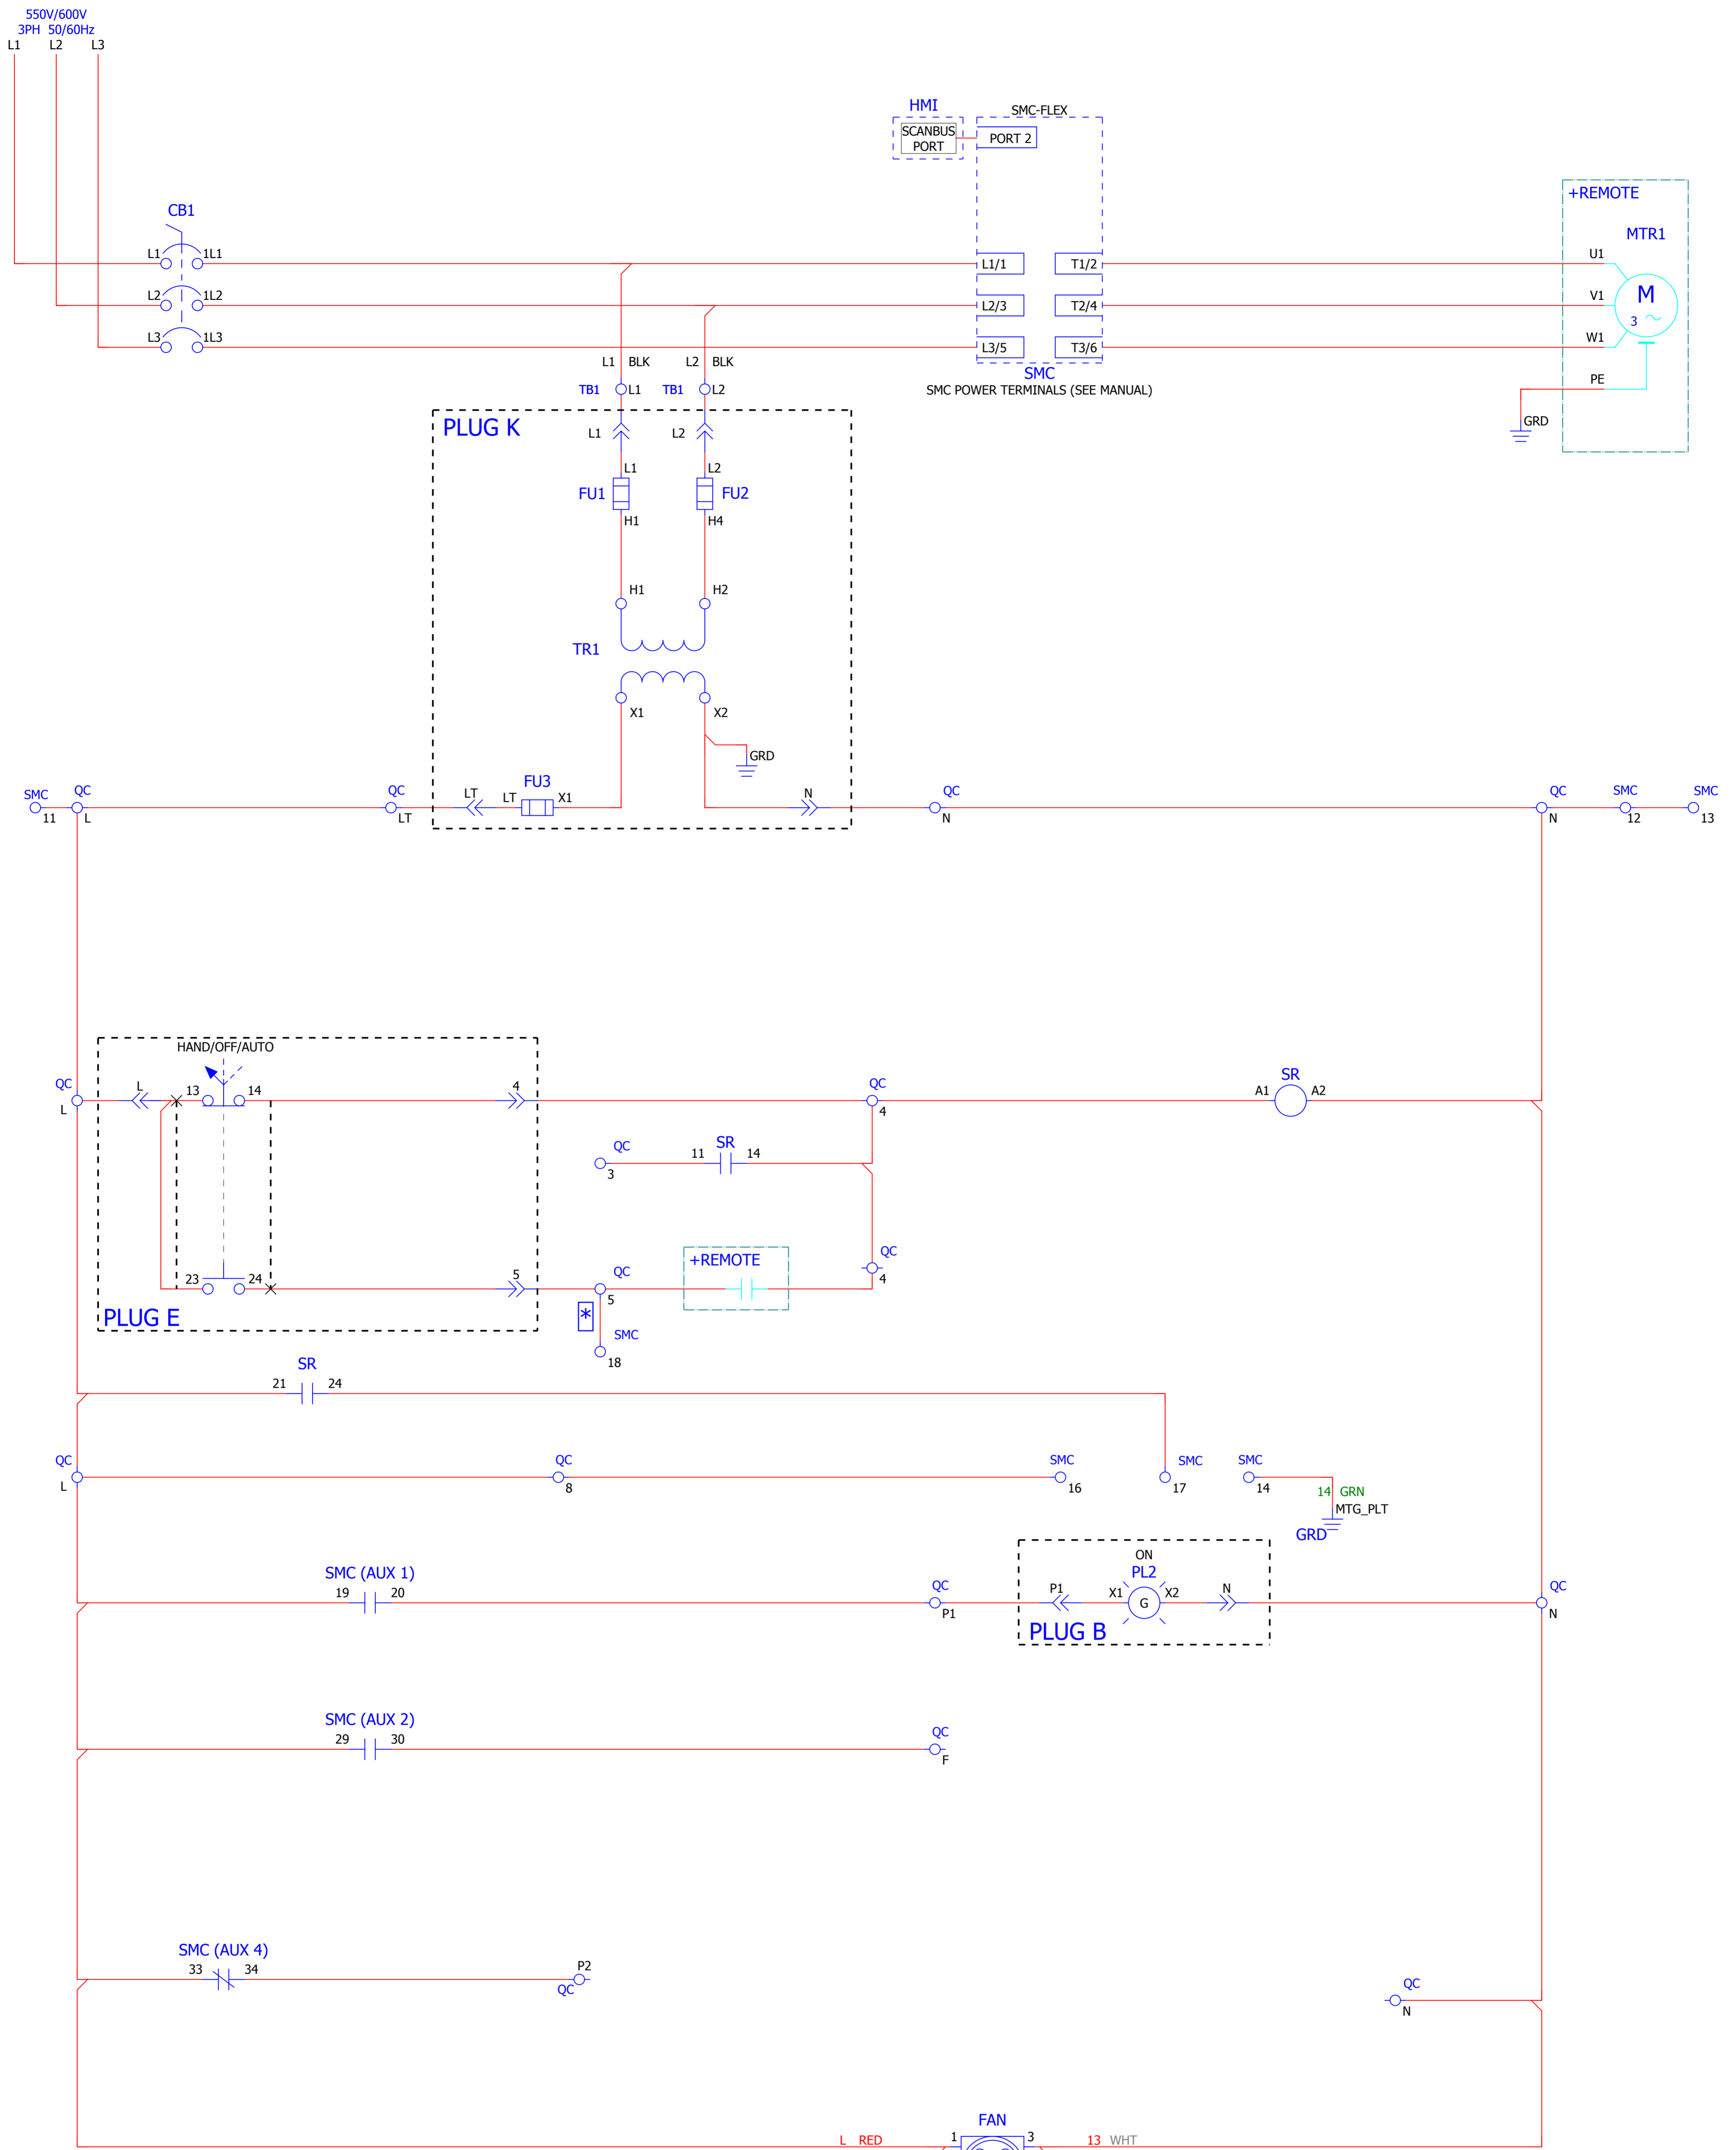 550V/600V
3PH 50/60Hz
L1 L2 L3
HMI
SMC-FLEX
SCANBUS
PORT
PORT 2
+REMOTE
CB1
MTR1
L1 1L1
L1/1 T1/2
U1
L2 1L2
L2/3 T2/4
V1
M
3
L3 1L3
L3/5 T3/6
W1
L1 BLK L2 BLK
SMC
SMC POWER TERMINALS (SEE MANUAL)
PE
TB1 L1 TB1 L2
GRD
PLUG K
L1 L2
L1 L2
FU1 FU2
H1 H4
H1 H2
TR1
X1 X2
GRD
FU3
SMC QC QC LT LT X1 N QC QC SMC SMC
11 L LT N N 12 13
HAND/OFF/AUTO
QC L 13 14 4 QC SR
L 4 A1 A2
QC SR
3 11 14
+REMOTE QC
23 24 5 QC 4
5
PLUG E
*
SMC
18
SR
21 24
QC QC SMC SMC SMC
L 8 16 17 14
14 GRN
MTG_PLT
GRD
ON
SMC (AUX 1) PL2
19 20 QC P1 X1 X2 N QC
P1 G N
PLUG B
SMC (AUX 2)
29 30 QC
F
SMC (AUX 4)
33 34 P2
QC QC
N
FAN
L RED 1 3 13 WHT